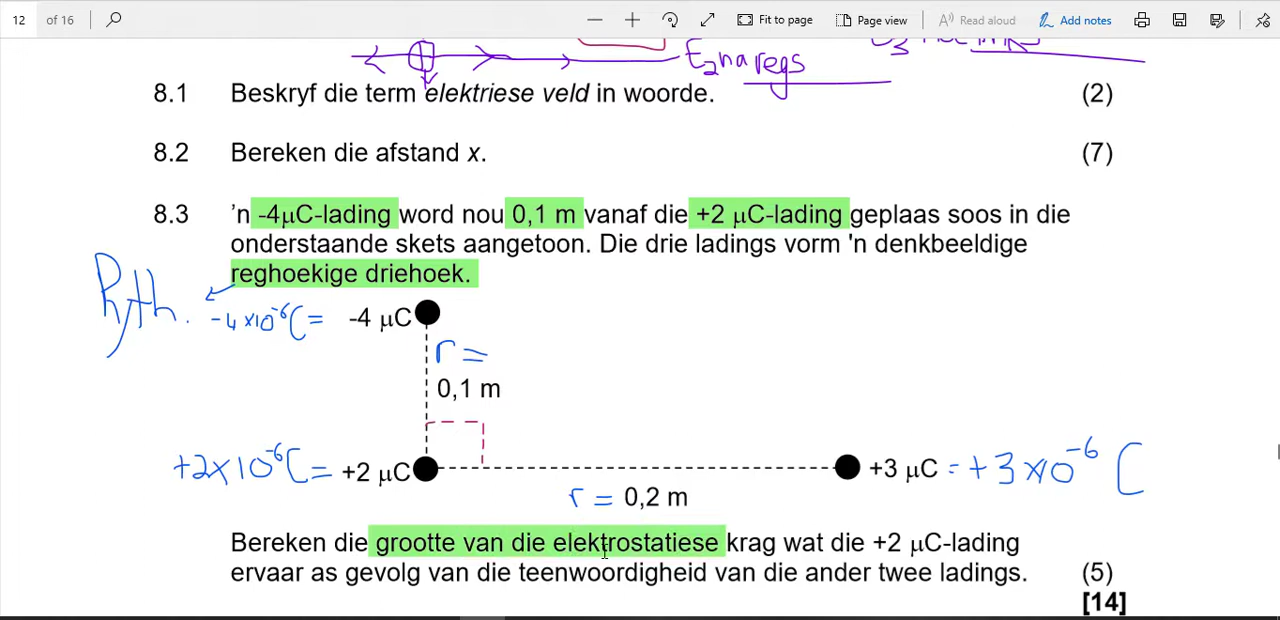 12 of 16 Fit to page Page view Read aloud Add notes
E₂ na regs
8.1 Beskryf die term elektriese veld in woorde. (2)
8.2 Bereken die afstand x. (7)
8.3 'n -4μC-lading word nou 0,1 m vanaf die +2 μC-lading geplaas soos in die
onderstaande skets aangetoon. Die drie ladings vorm 'n denkbeeldige
reghoekige driehoek.
Pyth. -4×10⁻⁶C = -4 μC
r =
0,1 m
+2×10⁻⁶C = +2 μC +3 μC = +3×10⁻⁶ C
r = 0,2 m
Bereken die grootte van die elektrostatiese krag wat die +2 μC-lading
ervaar as gevolg van die teenwoordigheid van die ander twee ladings. (5)
[14]